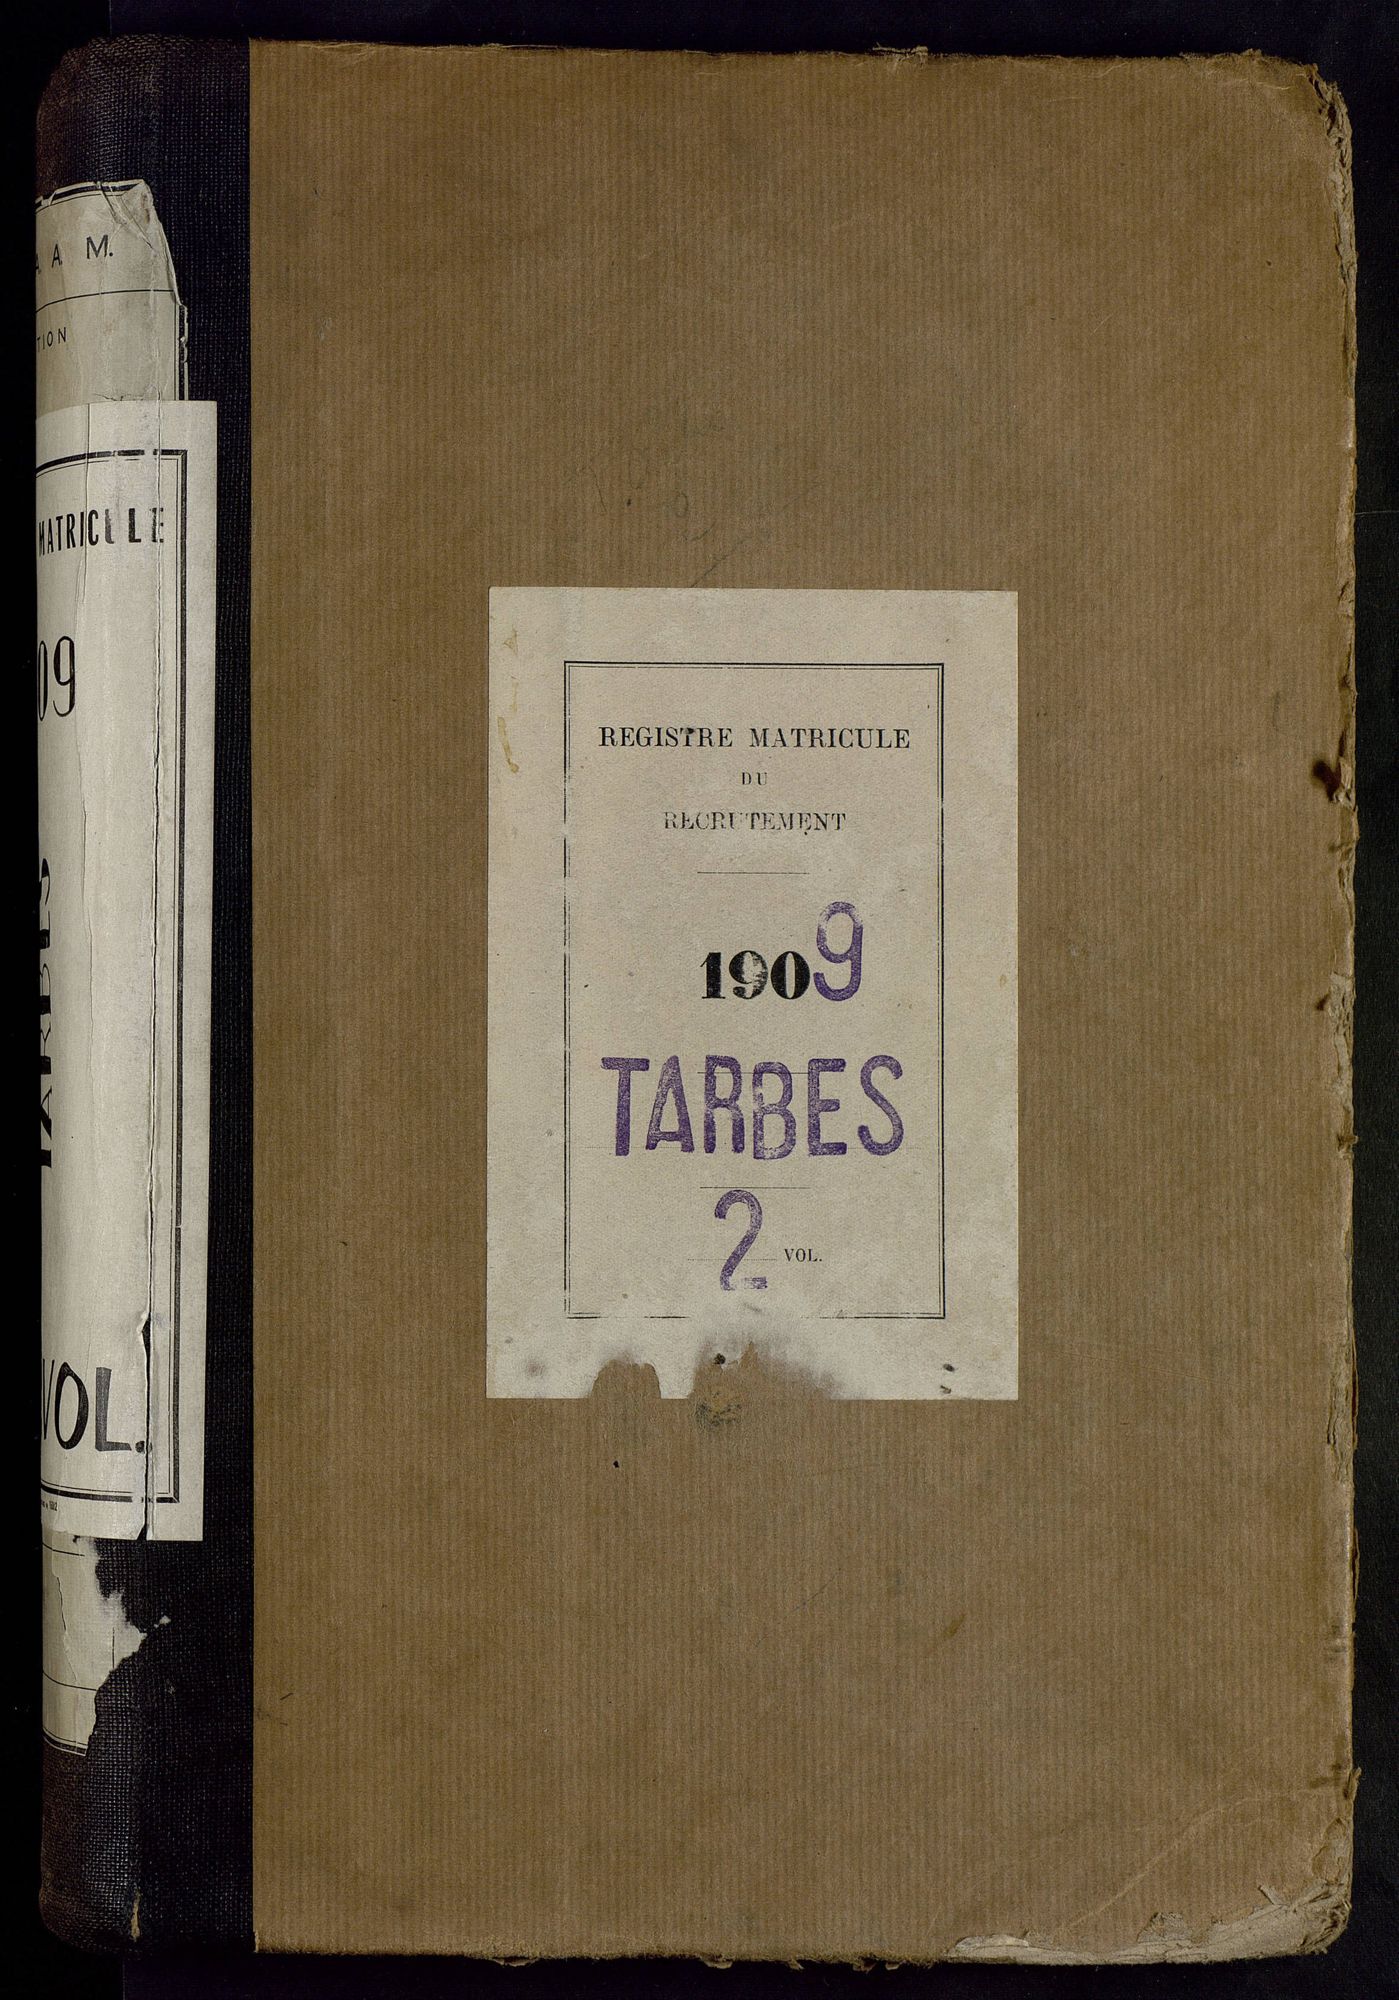 A. M.
TION
MATRICULE
09
TARBES
VOL.
REGISTRE MATRICULE
DU
RECRUTEMENT
1909
TARBES
2 VOL.